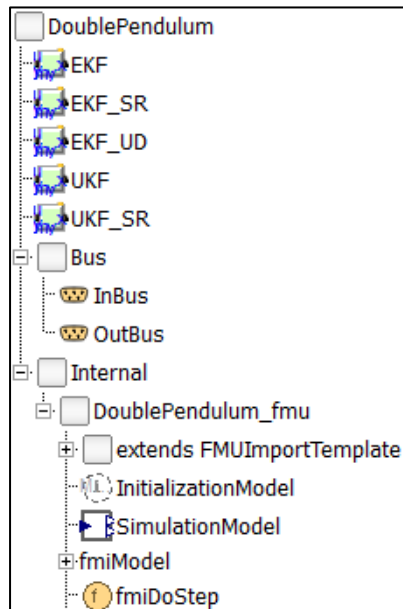 DoublePendulum
EKF
EKF_SR
EKF_UD
UKF
UKF_SR
Bus
InBus
OutBus
Internal
DoublePendulum_fmu
extends FMUImportTemplate
InitializationModel
SimulationModel
fmiModel
f fmiDoStep